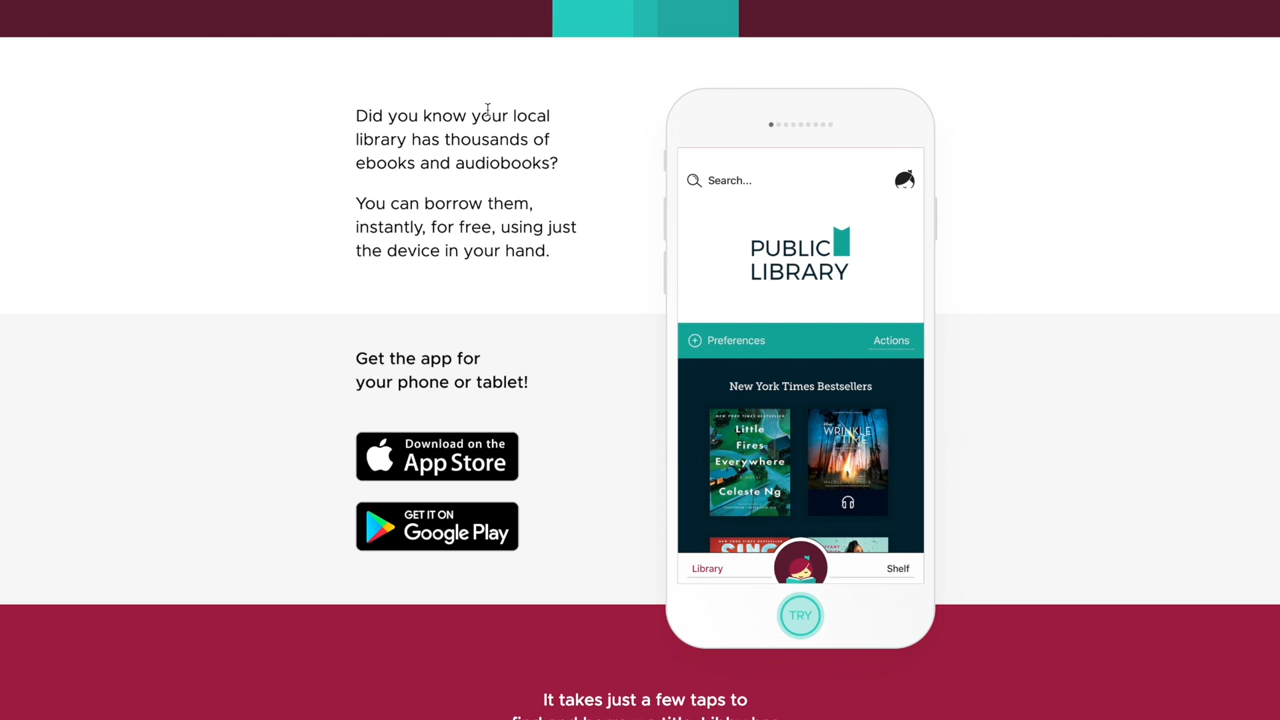 Did you know your local
library has thousands of
ebooks and audiobooks?
You can borrow them,
instantly, for free, using just
the device in your hand.
Get the app for
your phone or tablet!
Download on the
App Store
GET IT ON
Google Play
Search...
PUBLIC
LIBRARY
Preferences
Actions
New York Times Bestsellers
Little
Fires
Everywhere
Celeste Ng
WRINKLE
TIME
Library
Shelf
TRY
It takes just a few taps to